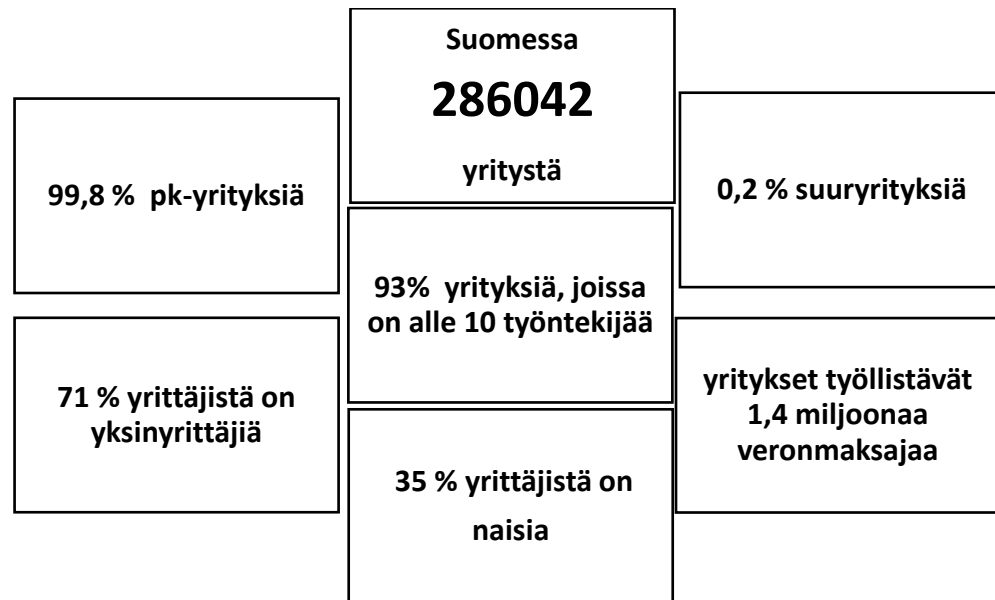 Suomessa
286042
yritystä
99,8 % pk-yrityksiä
0,2 % suuryrityksiä
93% yrityksiä, joissa
on alle 10 työntekijää
71 % yrittäjistä on
yksinyrittäjiä
yritykset työllistävät
1,4 miljoonaa
veronmaksajaa
35 % yrittäjistä on
naisia